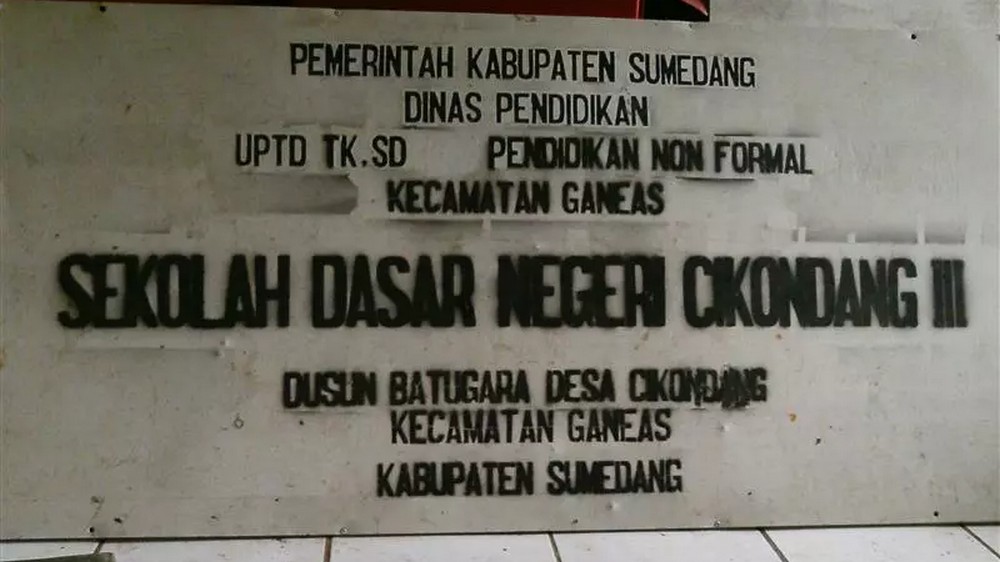 PEMERINTAH KABUPATEN SUMEDANG
DINAS PENDIDIKAN
UPTD TK.SD PENDIDIKAN NON FORMAL
KECAMATAN GANEAS
SEKOLAH DASAR NEGERI CIKONDANG III
DUSUN BATUGARA DESA CIKONDANG
KECAMATAN GANEAS
KABUPATEN SUMEDANG